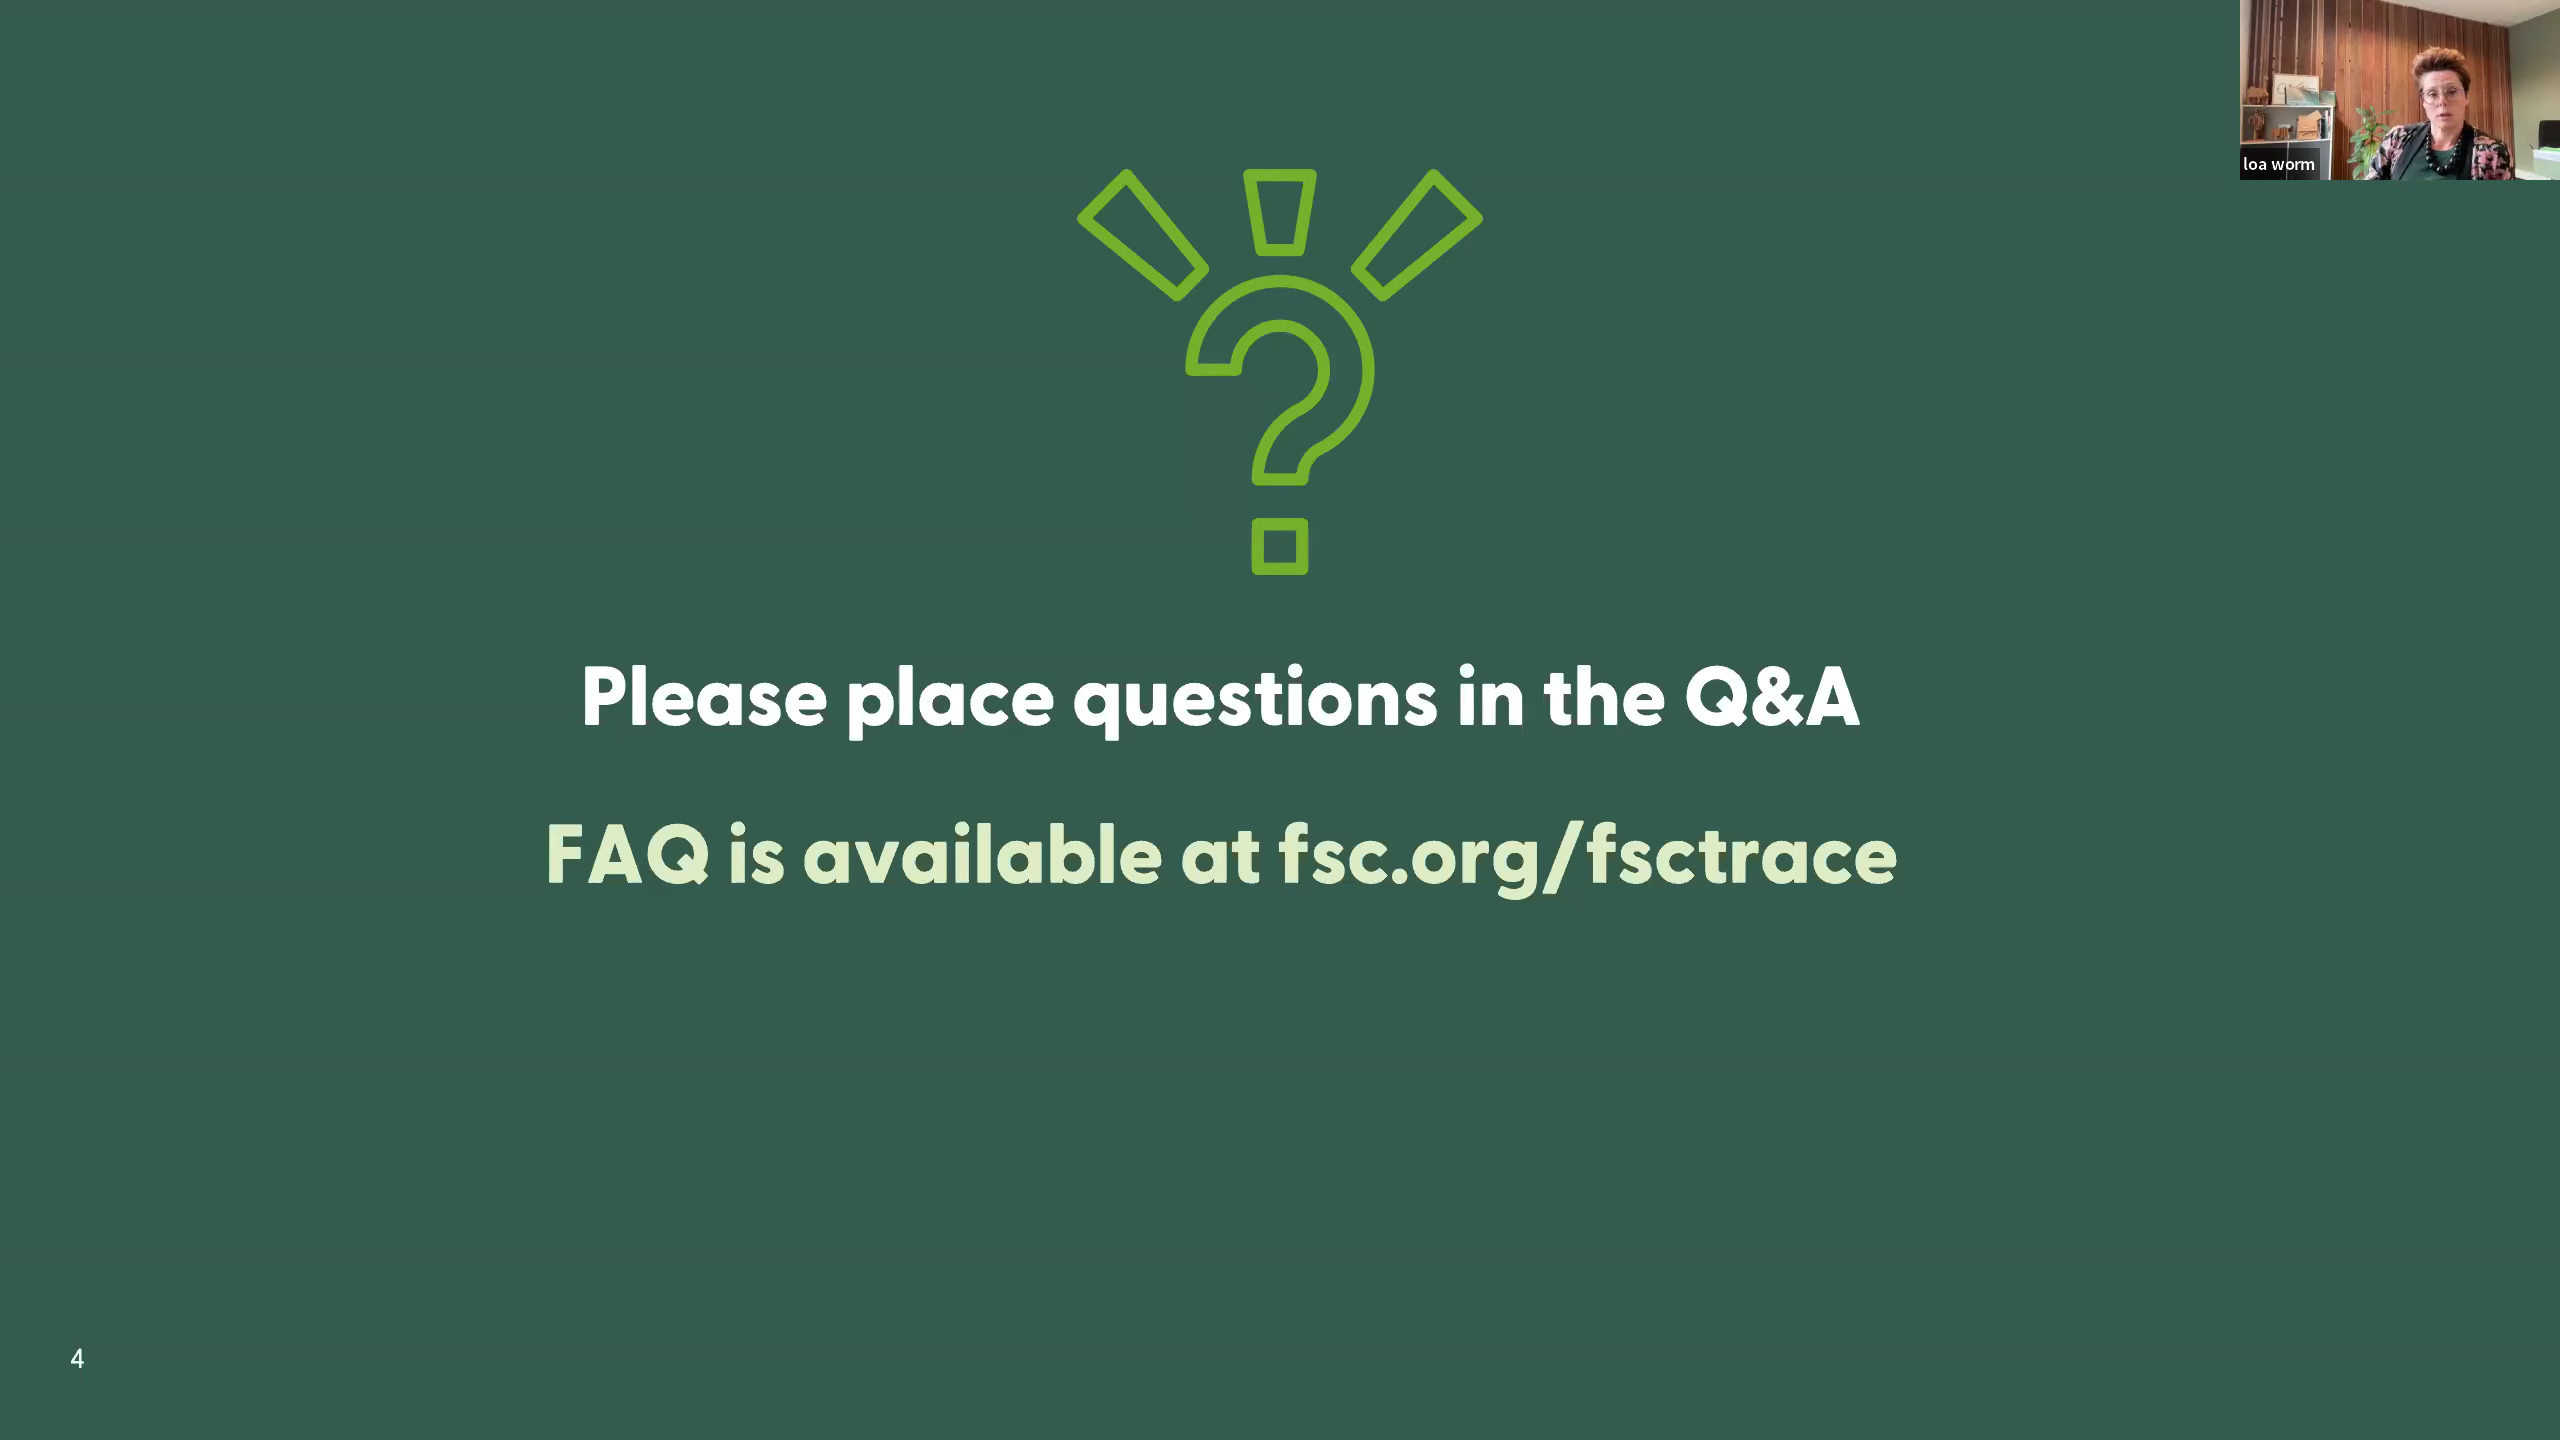 loa worm
Please place questions in the Q&A
FAQ is available at fsc.org/fsctrace
4